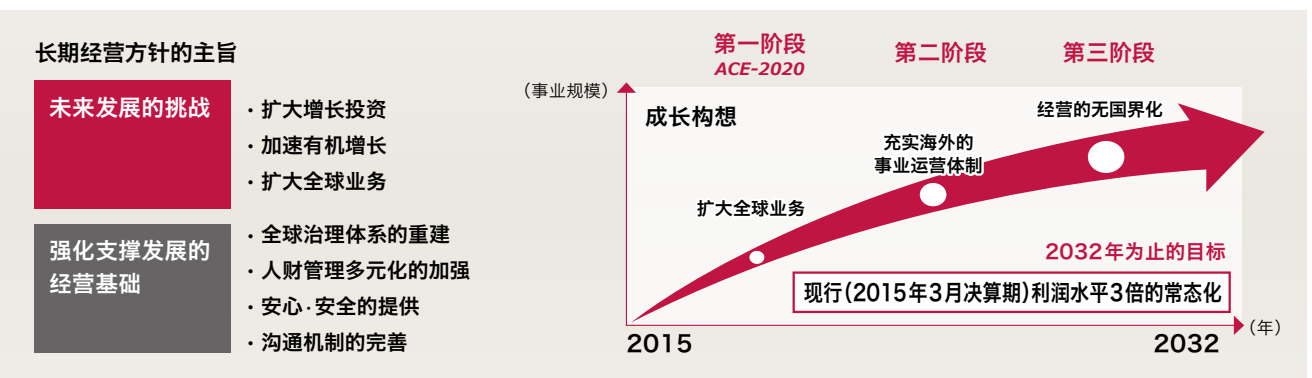 长期经营方针的主旨
未来发展的挑战
· 扩大增长投资
· 加速有机增长
· 扩大全球业务
强化支撑发展的
经营基础
· 全球治理体系的重建
· 人财管理多元化的加强
· 安心·安全的提供
· 沟通机制的完善
第一阶段
ACE-2020
第二阶段
第三阶段
（事业规模）
成长构想
经营的无国界化
充实海外的
事业运营体制
扩大全球业务
2032年为止的目标
现行（2015年3月决算期）利润水平3倍的常态化
（年）
2015
2032